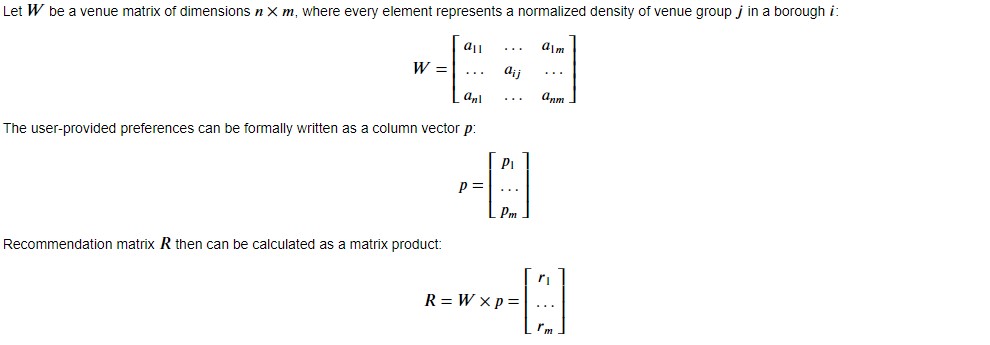 Let W be a venue matrix of dimensions n × m, where every element represents a normalized density of venue group j in a borough i:
a11 ... a1m
W = ... aij ...
an1 ... anm
The user-provided preferences can be formally written as a column vector p:
p1
p = ...
pm
Recommendation matrix R then can be calculated as a matrix product:
r1
R = W × p = ...
rm